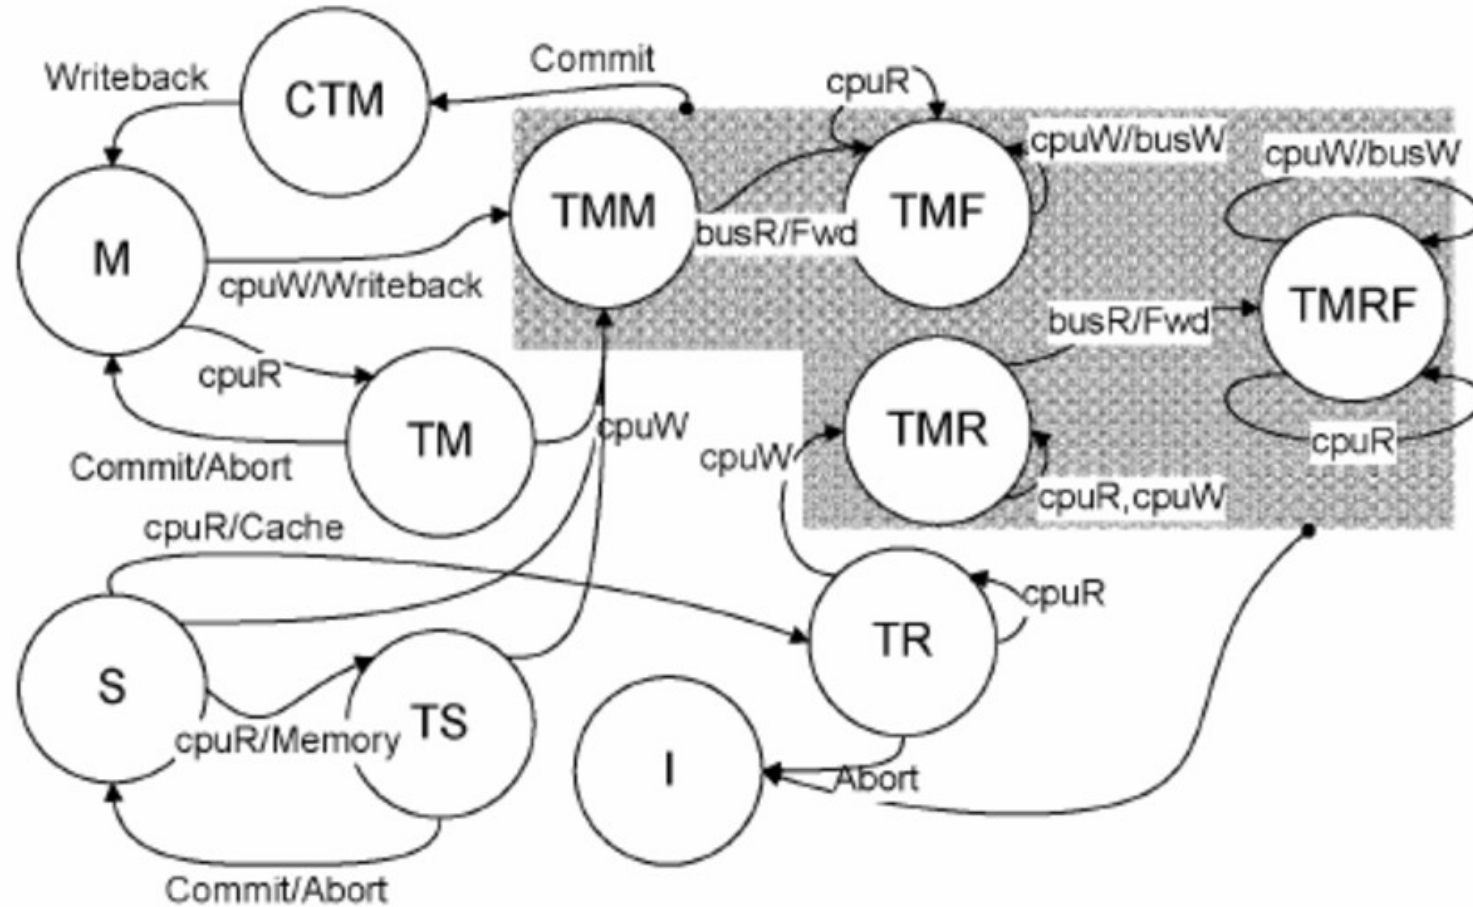 Writeback
CTM
Commit
cpuR
cpuW/busW
cpuW/busW
M
TMM
busR/Fwd
TMF
TMRF
cpuW/Writeback
busR/Fwd
cpuR
TM
cpuW
cpuW
TMR
cpuR
Commit/Abort
cpuR,cpuW
cpuR/Cache
cpuR
TR
S
TS
cpuR/Memory
I
Abort
Commit/Abort